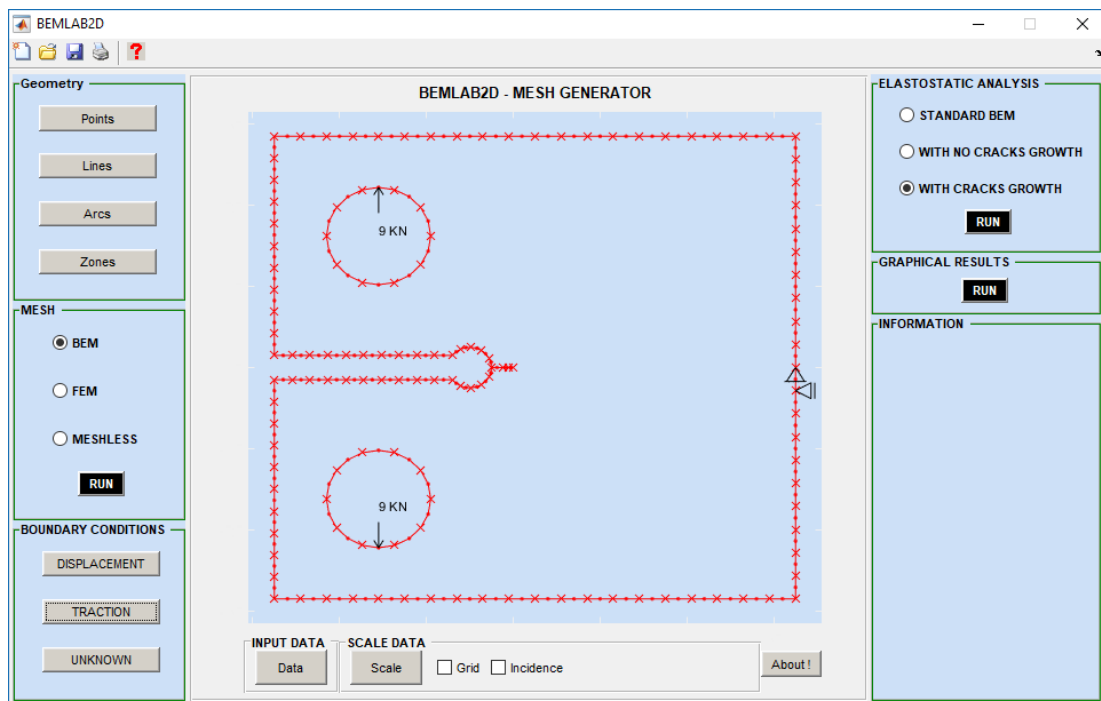 BEMLAB2D
?
Geometry
Points
Lines
Arcs
Zones
MESH
BEM
FEM
MESHLESS
RUN
BOUNDARY CONDITIONS
DISPLACEMENT
TRACTION
UNKNOWN
BEMLAB2D - MESH GENERATOR
9 KN
9 KN
INPUT DATA
Data
SCALE DATA
Scale
Grid
Incidence
About !
ELASTOSTATIC ANALYSIS
STANDARD BEM
WITH NO CRACKS GROWTH
WITH CRACKS GROWTH
RUN
GRAPHICAL RESULTS
RUN
INFORMATION